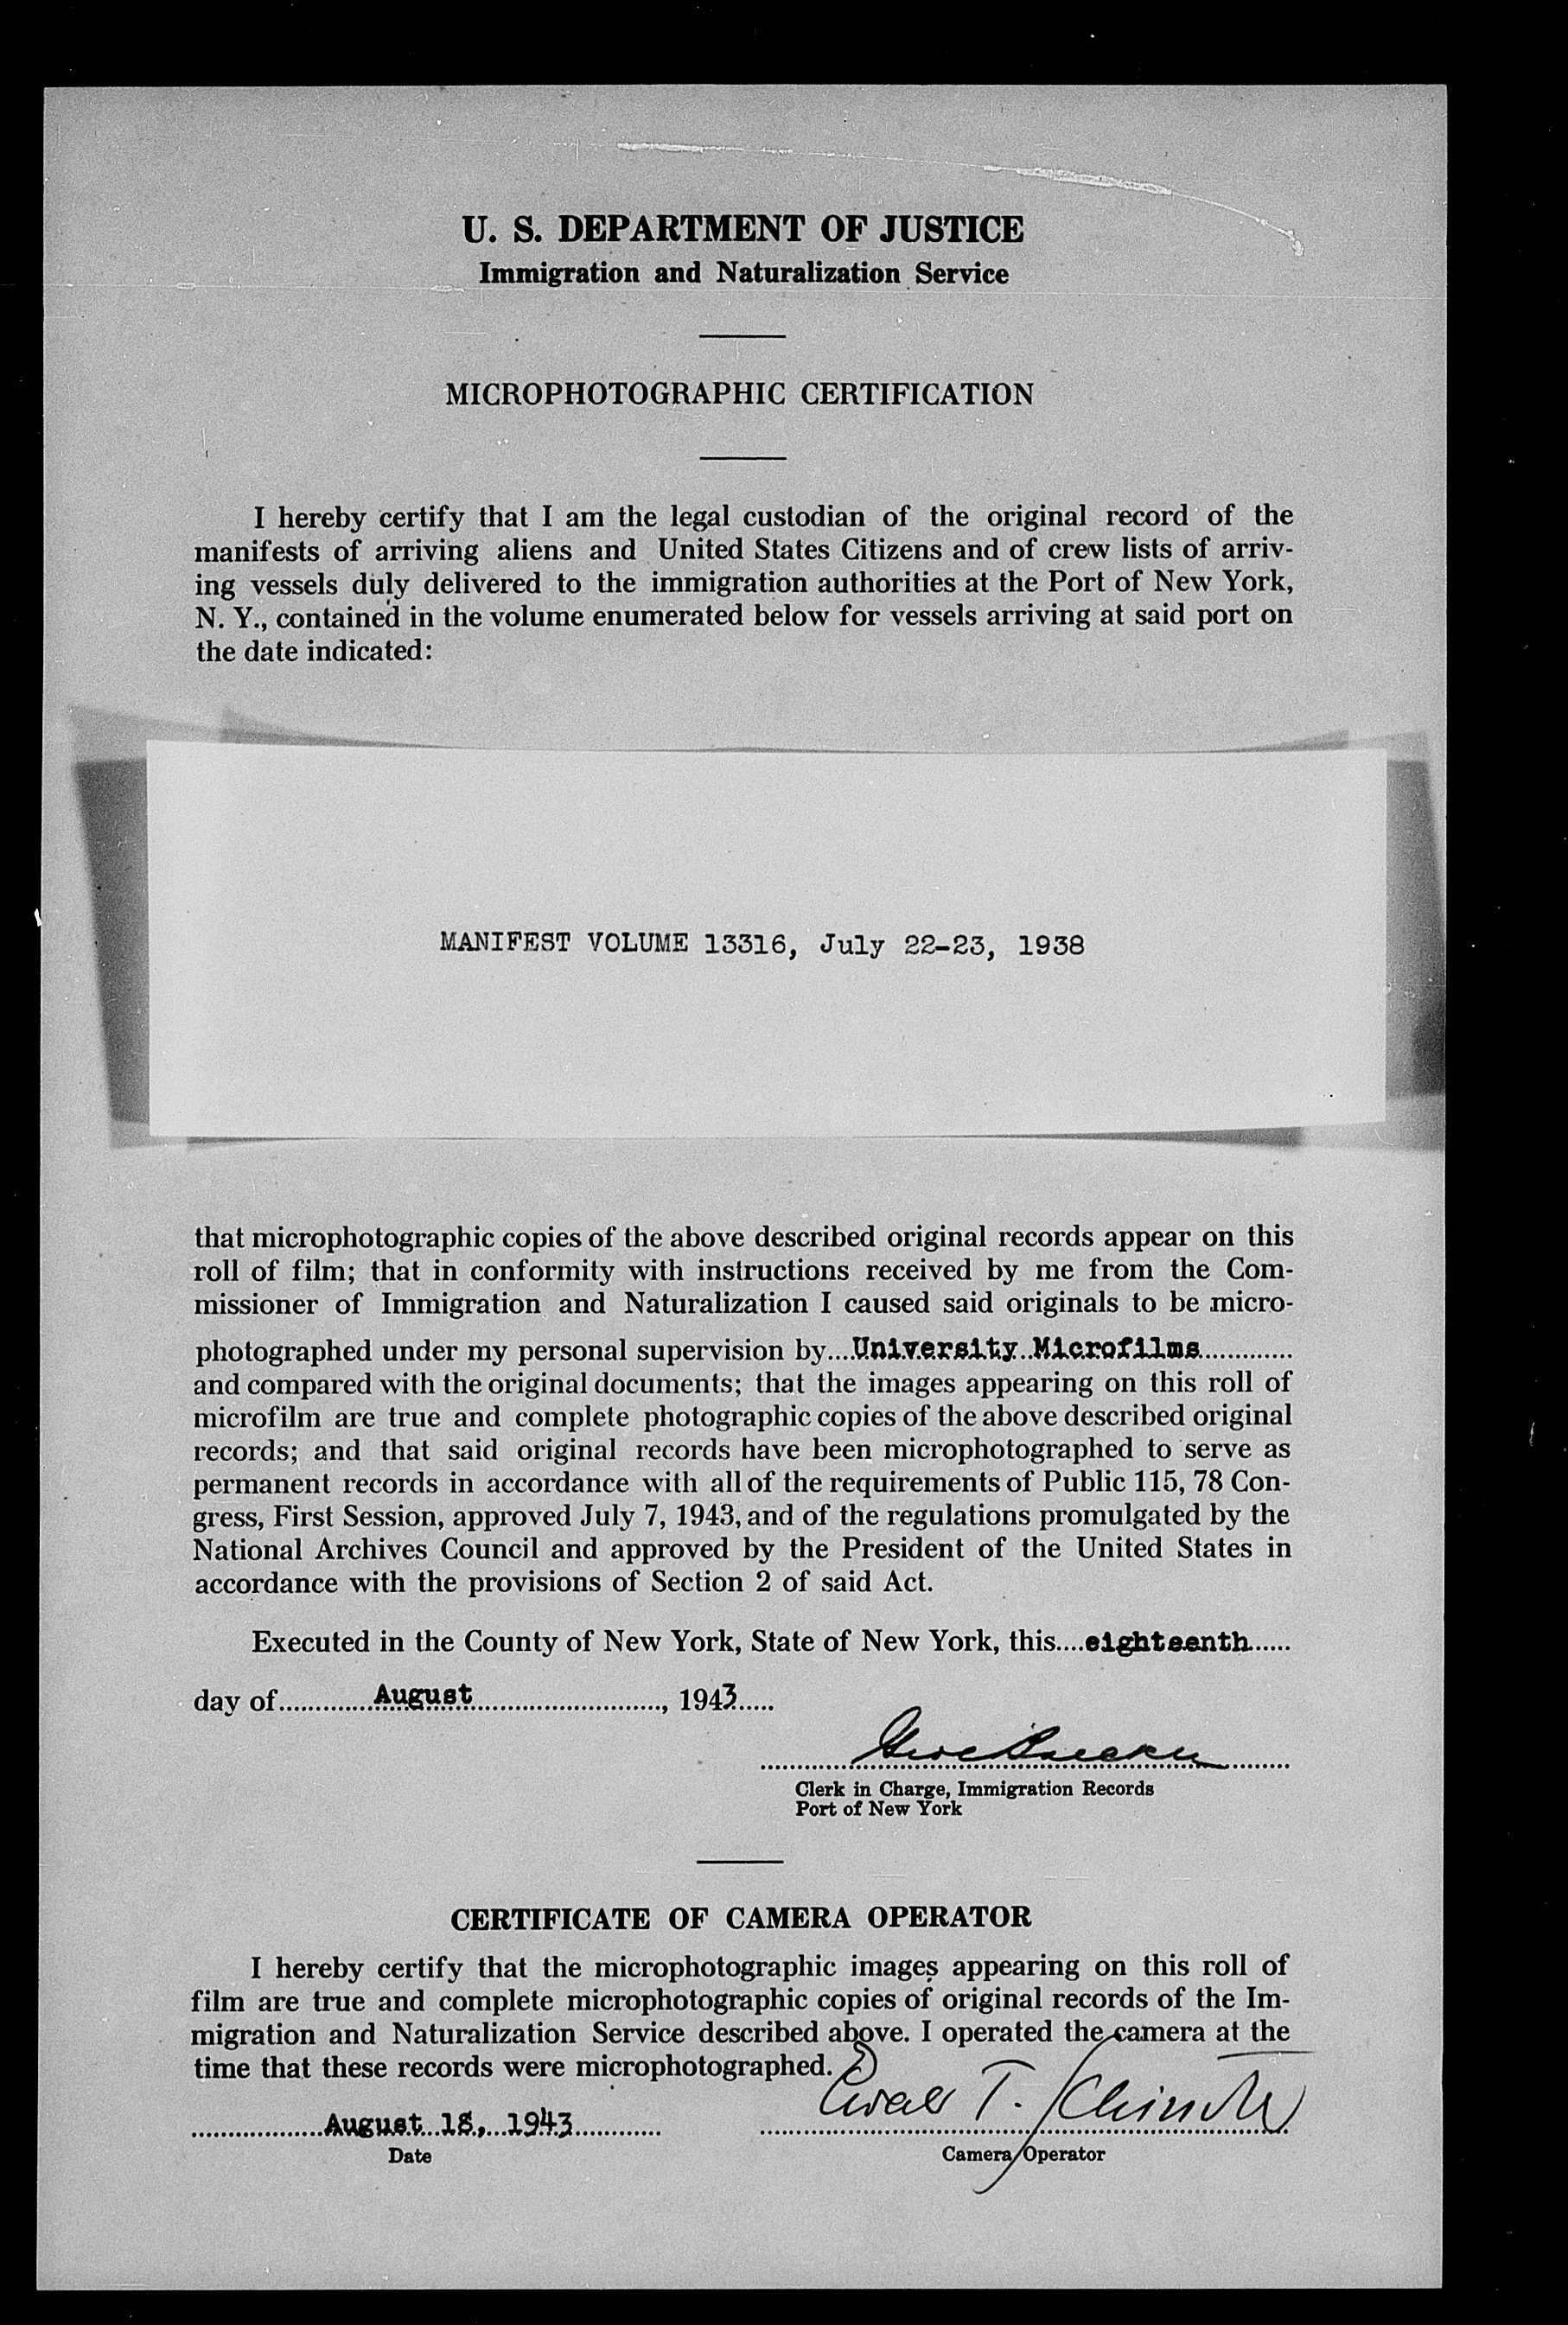 U. S. DEPARTMENT OF JUSTICE
Immigration and Naturalization Service
MICROPHOTOGRAPHIC CERTIFICATION
I hereby certify that I am the legal custodian of the original record of the
manifests of arriving aliens and United States Citizens and of crew lists of arriv-
ing vessels duly delivered to the immigration authorities at the Port of New York,
N. Y., contained in the volume enumerated below for vessels arriving at said port on
the date indicated:
MANIFEST VOLUME 13316, July 22-23, 1938
that microphotographic copies of the above described original records appear on this
roll of film; that in conformity with instructions received by me from the Com-
missioner of Immigration and Naturalization I caused said originals to be micro-
photographed under my personal supervision by....University Microfilms............
and compared with the original documents; that the images appearing on this roll of
microfilm are true and complete photographic copies of the above described original
records; and that said original records have been microphotographed to serve as
permanent records in accordance with all of the requirements of Public 115, 78 Con-
gress, First Session, approved July 7, 1943, and of the regulations promulgated by the
National Archives Council and approved by the President of the United States in
accordance with the provisions of Section 2 of said Act.
Executed in the County of New York, State of New York, this....eighteenth......
day of.............August............................, 1943......
Clerk in Charge, Immigration Records
Port of New York
CERTIFICATE OF CAMERA OPERATOR
I hereby certify that the microphotographic images appearing on this roll of
film are true and complete microphotographic copies of original records of the Im-
migration and Naturalization Service described above. I operated the camera at the
time that these records were microphotographed.
T.
August 18, 1943
Date
Camera Operator